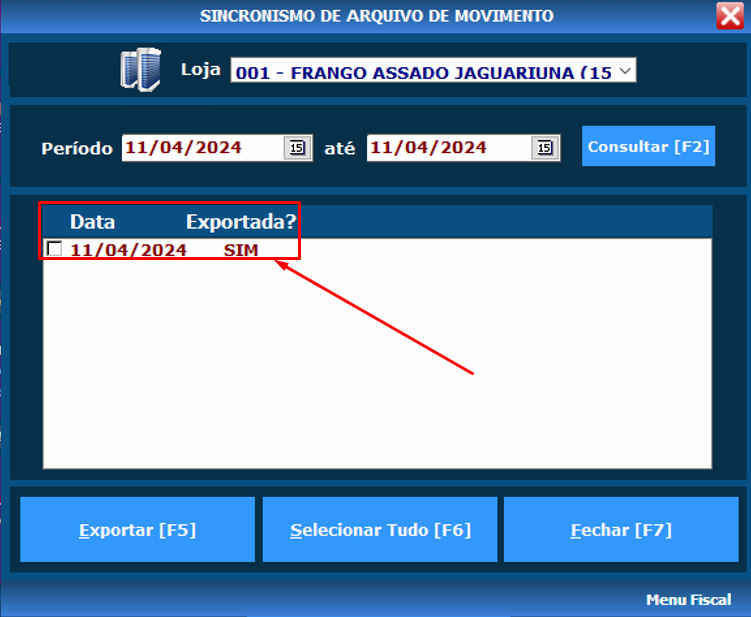 SINCRONISMO DE ARQUIVO DE MOVIMENTO
Loja 001 - FRANGO ASSADO JAGUARIUNA (15
Período 11/04/2024 15 até 11/04/2024 15 Consultar [F2]
Data Exportada?
11/04/2024 SIM
Exportar [F5] Selecionar Tudo [F6] Fechar [F7]
Menu Fiscal